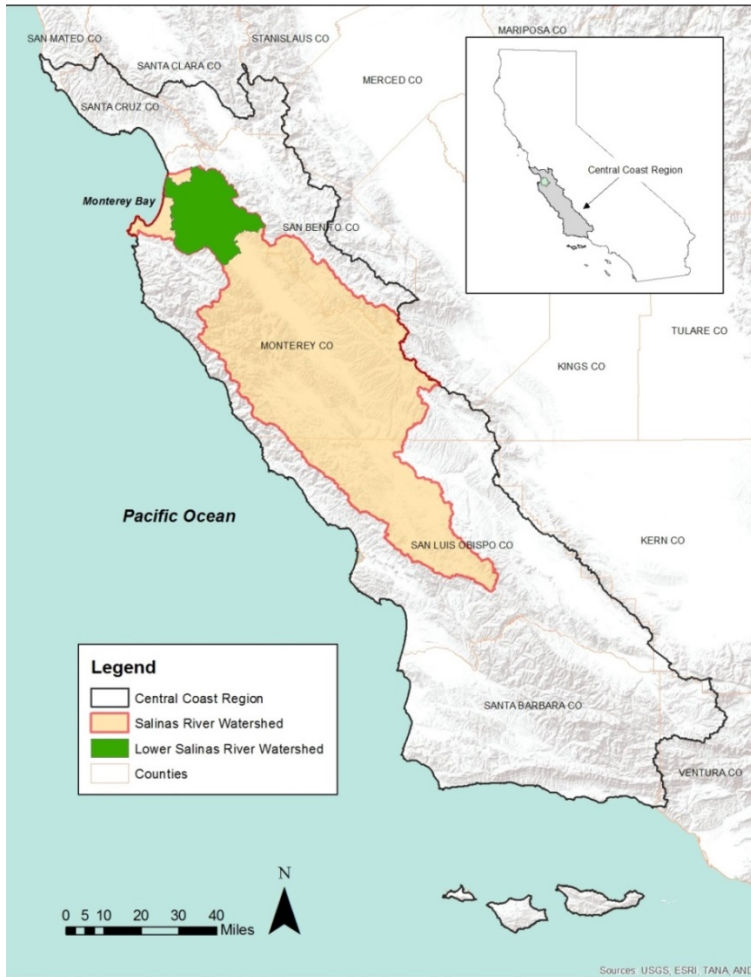 SAN MATEO CO
STANISLAUS CO
MARIPOSA CO
SANTA CLARA CO
MERCED CO
SANTA CRUZ CO
Central Coast Region
Monterey Bay
SAN BENITO CO
TULARE CO
MONTEREY CO
KINGS CO
Pacific Ocean
SAN LUIS OBISPO CO
KERN CO
Legend
Central Coast Region
Salinas River Watershed
Lower Salinas River Watershed
Counties
SANTA BARBARA CO
VENTURA CO
N
0 5 10 20 30 40
Miles
Sources: USGS, ESRI, TANA, AND